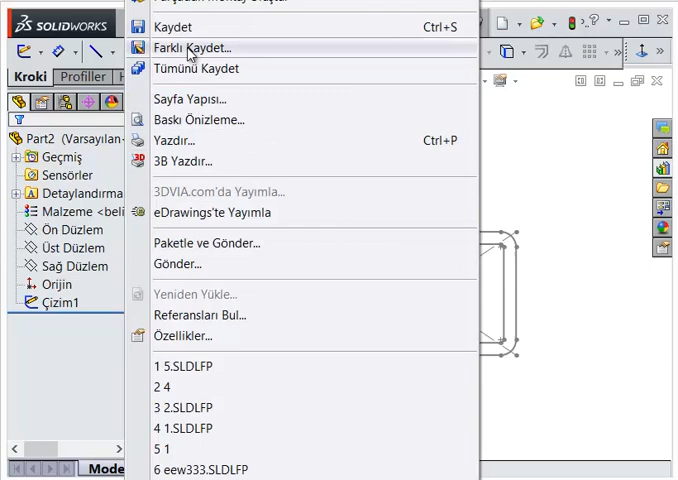 Parçadan Montaj Oluştur
SOLIDWORKS
Kaydet Ctrl+S
Farklı Kaydet...
Tümünü Kaydet
Kroki Profiller
Sayfa Yapısı...
Baskı Önizleme...
Yazdır... Ctrl+P
3B Yazdır...
Part2 (Varsayılan
Geçmiş
Sensörler
Detaylandırma
Malzeme <beli
Ön Düzlem
Üst Düzlem
Sağ Düzlem
Orijin
Çizim1
3DVIA.com'da Yayımla...
eDrawings'te Yayımla
Paketle ve Gönder...
Gönder...
Yeniden Yükle...
Referansları Bul...
Özellikler...
1 5.SLDLFP
2 4
3 2.SLDLFP
4 1.SLDLFP
5 1
6 eew333.SLDLFP
Mode